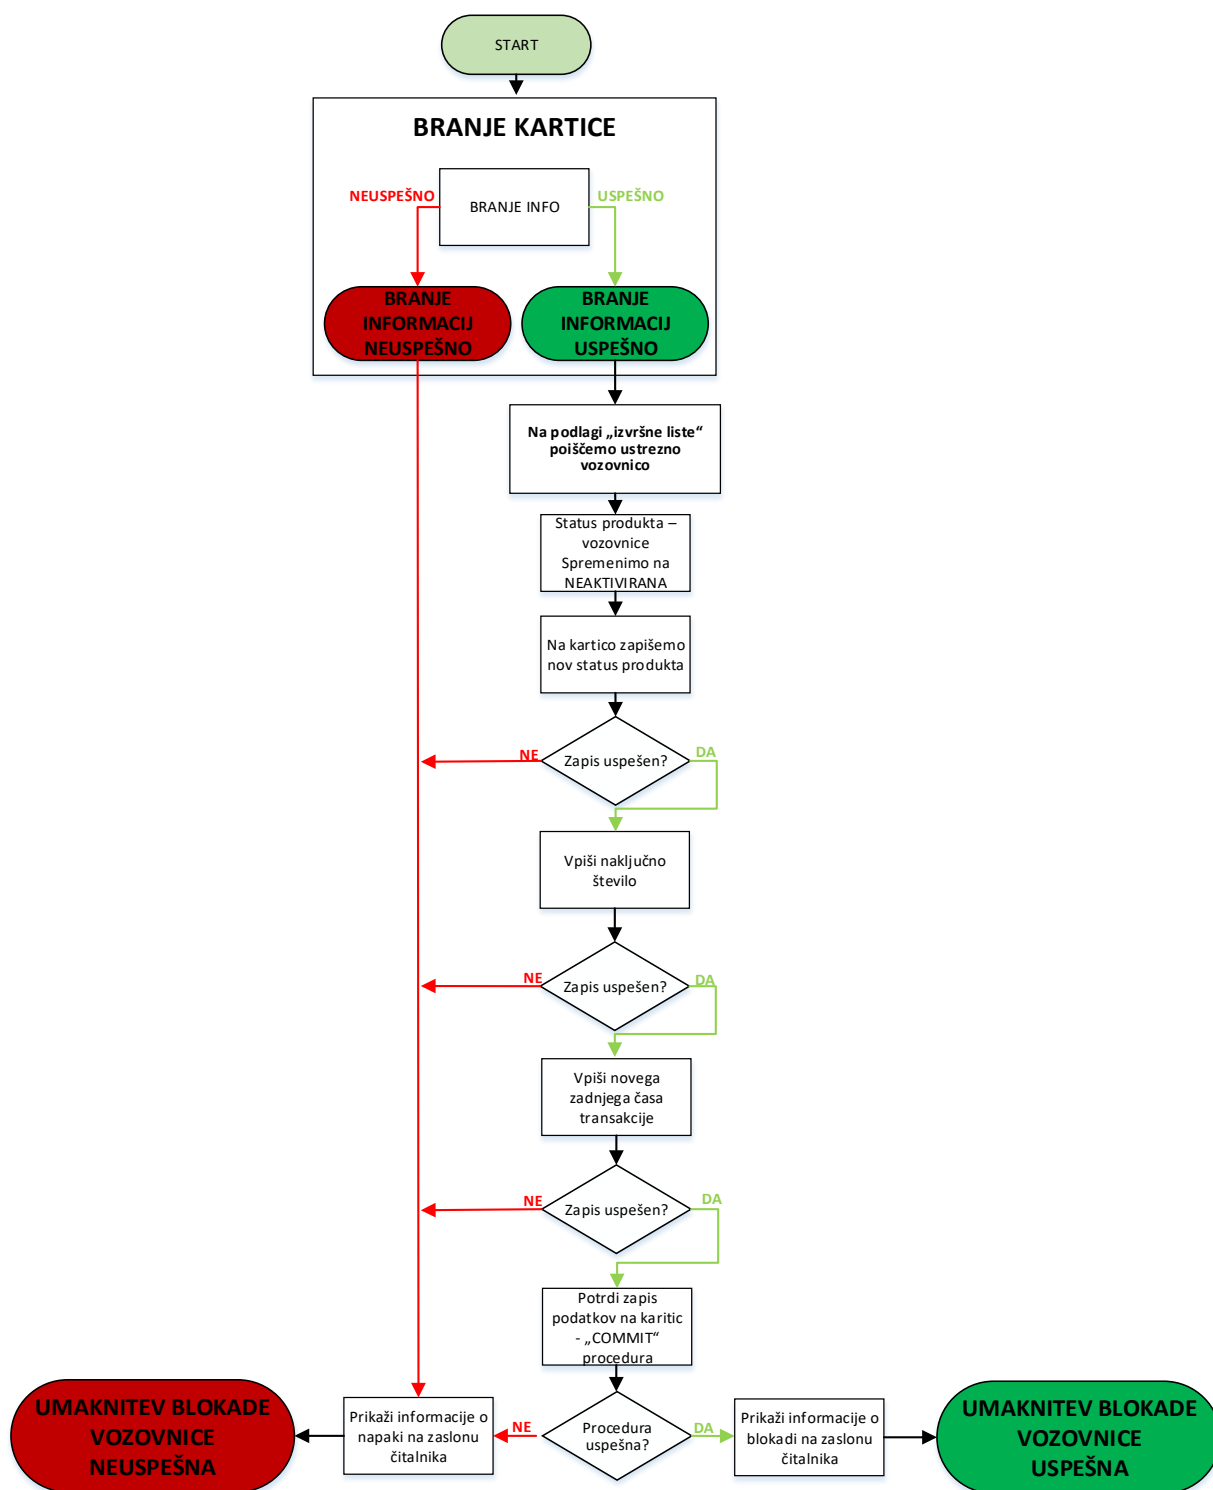 START
BRANJE KARTICE
NEUSPEŠNO
USPEŠNO
BRANJE INFO
BRANJE
INFORMACIJ
NEUSPEŠNO
BRANJE
INFORMACIJ
USPEŠNO
Na podlagi „izvršne liste“
poiščemo ustrezno
vozovnico
Status produkta –
vozovnice
Spremenimo na
NEAKTIVIRANA
Na kartico zapišemo
nov status produkta
NE
Zapis uspešen?
DA
Vpiši naključno
število
NE
Zapis uspešen?
DA
Vpiši novega
zadnjega časa
transakcije
NE
Zapis uspešen?
DA
Potrdi zapis
podatkov na karitic
- „COMMIT“
procedura
UMAKNITEV BLOKADE
VOZOVNICE
NEUSPEŠNA
Prikaži informacije o
napaki na zaslonu
čitalnika
NE
Procedura
uspešna?
DA
Prikaži informacije o
blokadi na zaslonu
čitalnika
UMAKNITEV BLOKADE
VOZOVNICE
USPEŠNA